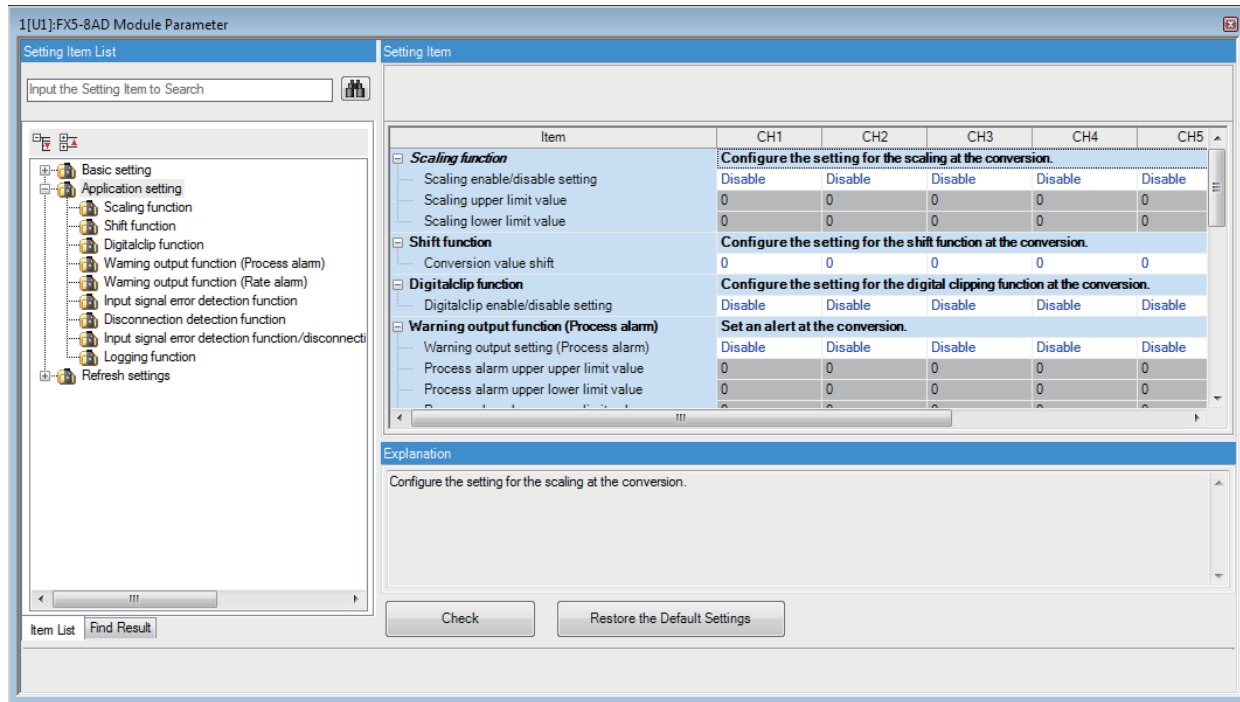 1[U1]:FX5-8AD Module Parameter
Setting Item List
Input the Setting Item to Search
Basic setting
Application setting
Scaling function
Shift function
Digitalclip function
Warning output function (Process alarm)
Warning output function (Rate alarm)
Input signal error detection function
Disconnection detection function
Input signal error detection function/disconnecti
Logging function
Refresh settings
Item List Find Result
Setting Item
Item CH1 CH2 CH3 CH4 CH5
Scaling function Configure the setting for the scaling at the conversion.
Scaling enable/disable setting Disable Disable Disable Disable Disable
Scaling upper limit value 0 0 0 0 0
Scaling lower limit value 0 0 0 0 0
Shift function Configure the setting for the shift function at the conversion.
Conversion value shift 0 0 0 0 0
Digitalclip function Configure the setting for the digital clipping function at the conversion.
Digitalclip enable/disable setting Disable Disable Disable Disable Disable
Warning output function (Process alarm) Set an alert at the conversion.
Warning output setting (Process alarm) Disable Disable Disable Disable Disable
Process alarm upper upper limit value 0 0 0 0 0
Process alarm upper lower limit value 0 0 0 0 0
Explanation
Configure the setting for the scaling at the conversion.
Check Restore the Default Settings